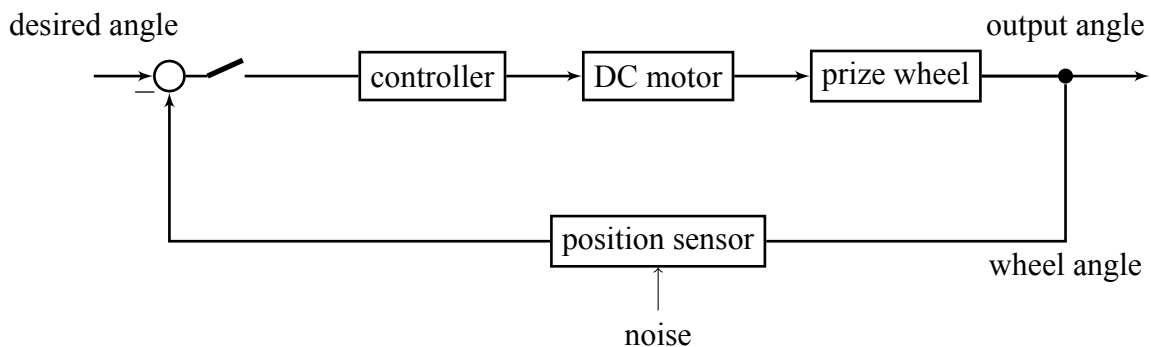 desired angle
output angle
controller
DC motor
prize wheel
−
position sensor
wheel angle
noise